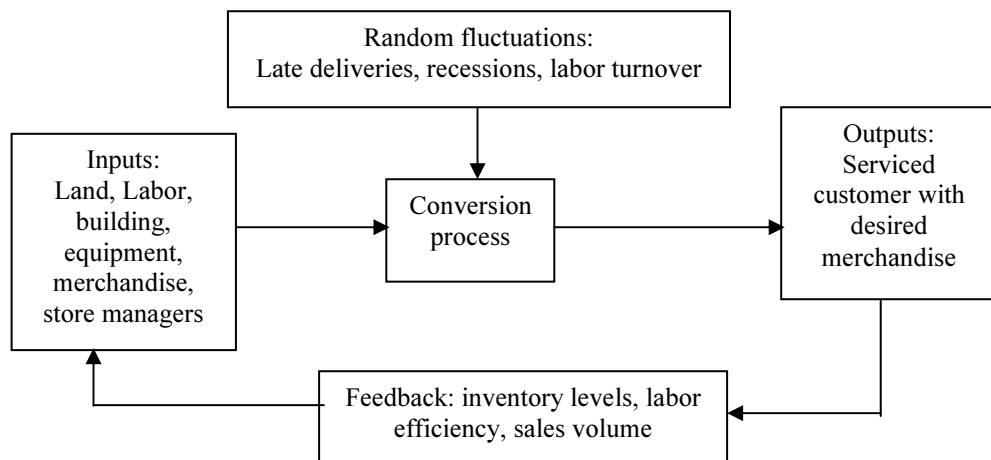 Random fluctuations:
Late deliveries, recessions, labor turnover
Inputs:
Land, Labor,
building,
equipment,
merchandise,
store managers
Conversion
process
Outputs:
Serviced
customer with
desired
merchandise
Feedback: inventory levels, labor
efficiency, sales volume